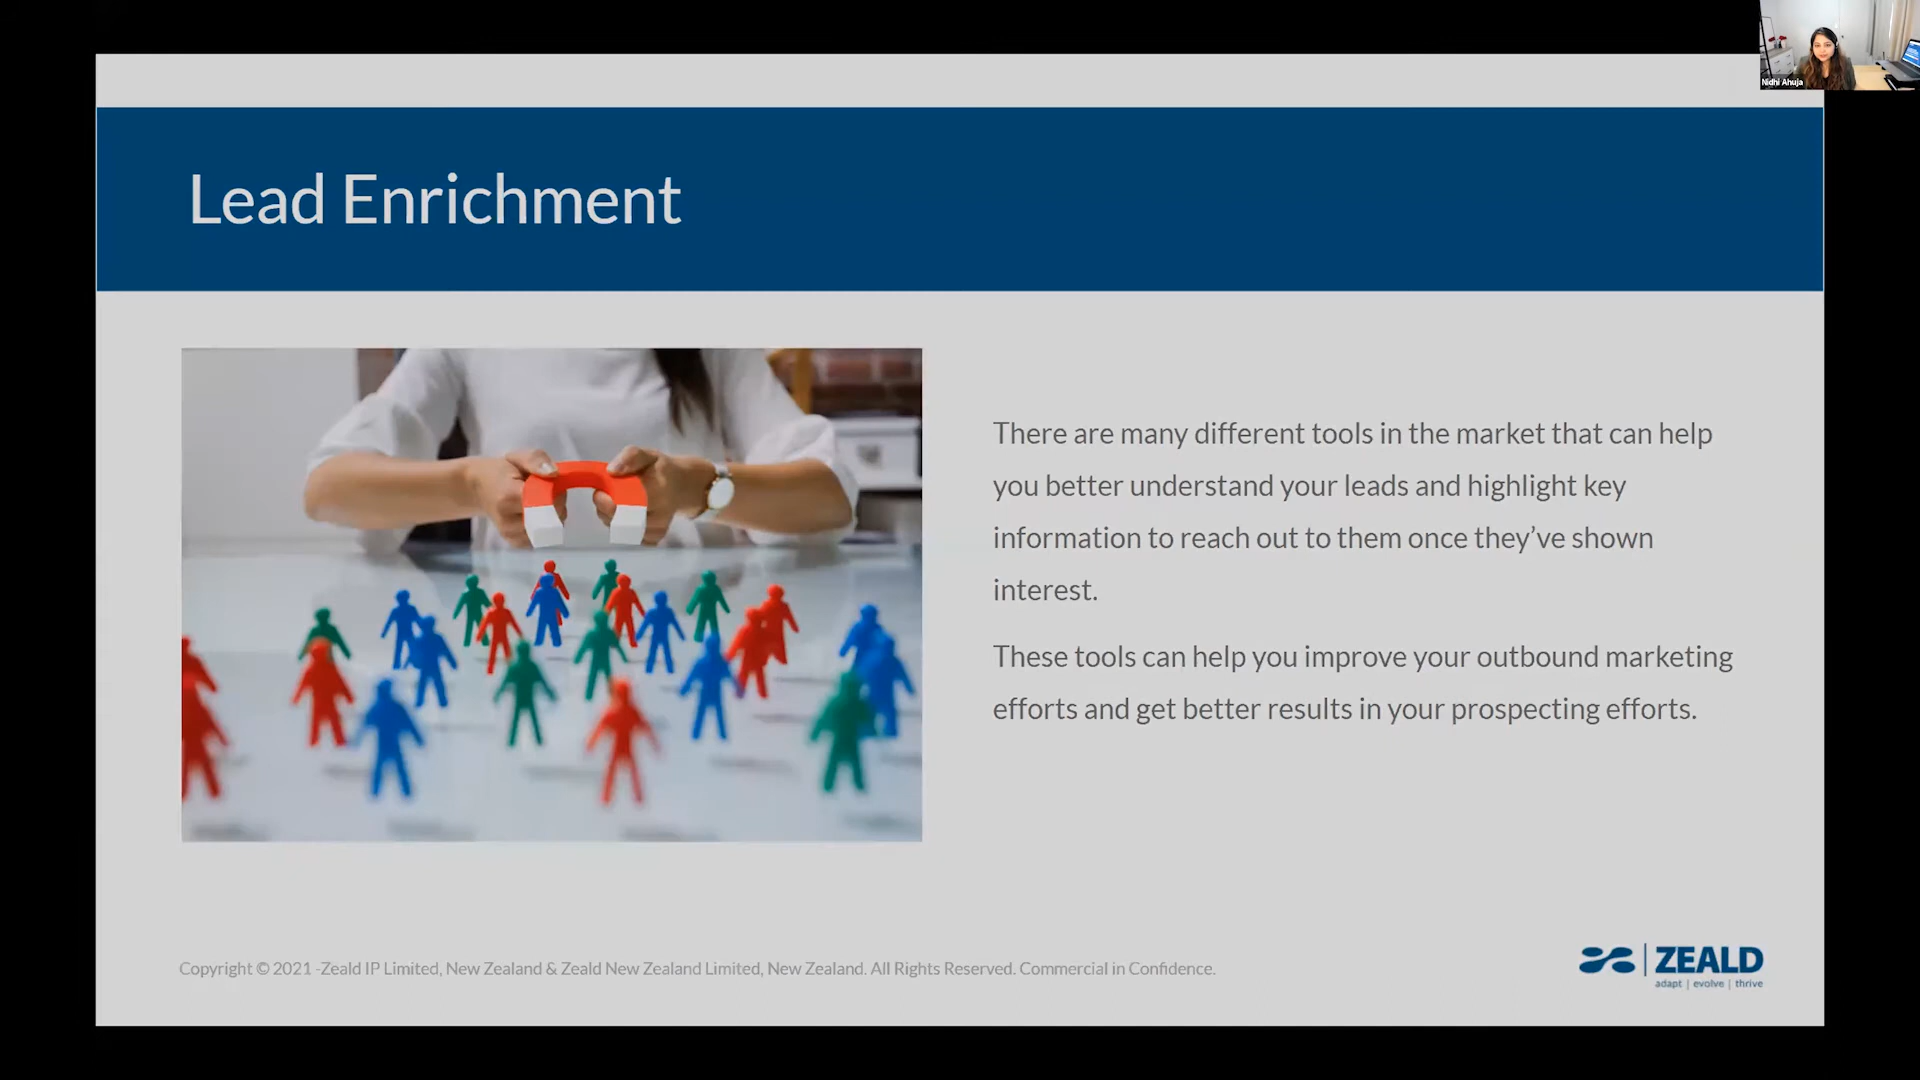 Nidhi Ahuja
Lead Enrichment
There are many different tools in the market that can help
you better understand your leads and highlight key
information to reach out to them once they’ve shown
interest.
These tools can help you improve your outbound marketing
efforts and get better results in your prospecting efforts.
Copyright © 2021 -Zeald IP Limited, New Zealand & Zeald New Zealand Limited, New Zealand. All Rights Reserved. Commercial in Confidence.
ZEALD
adapt | evolve | thrive